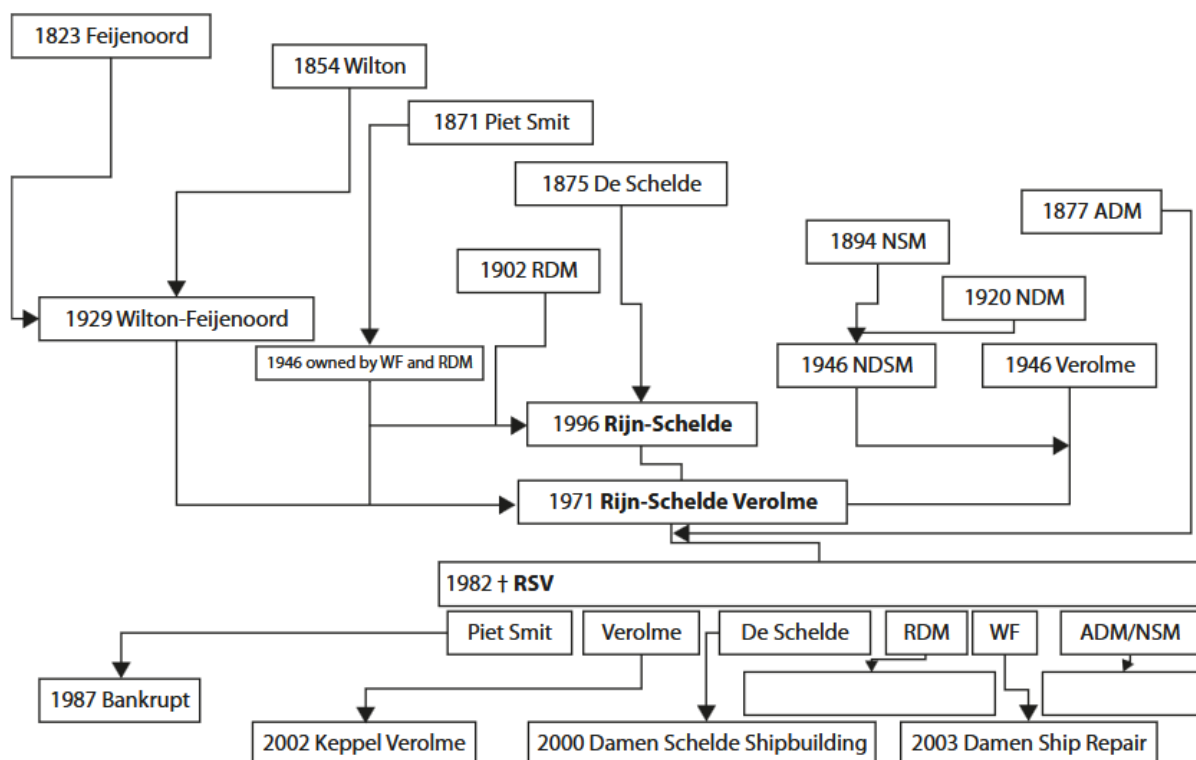 1823 Feijenoord
1854 Wilton
1871 Piet Smit
1875 De Schelde
1877 ADM
1894 NSM
1902 RDM
1920 NDM
1929 Wilton-Feijenoord
1946 owned by WF and RDM
1946 NDSM
1946 Verolme
1996 Rijn-Schelde
1971 Rijn-Schelde Verolme
1982 † RSV
Piet Smit
Verolme
De Schelde
RDM
WF
ADM/NSM
1987 Bankrupt
2002 Keppel Verolme
2000 Damen Schelde Shipbuilding
2003 Damen Ship Repair